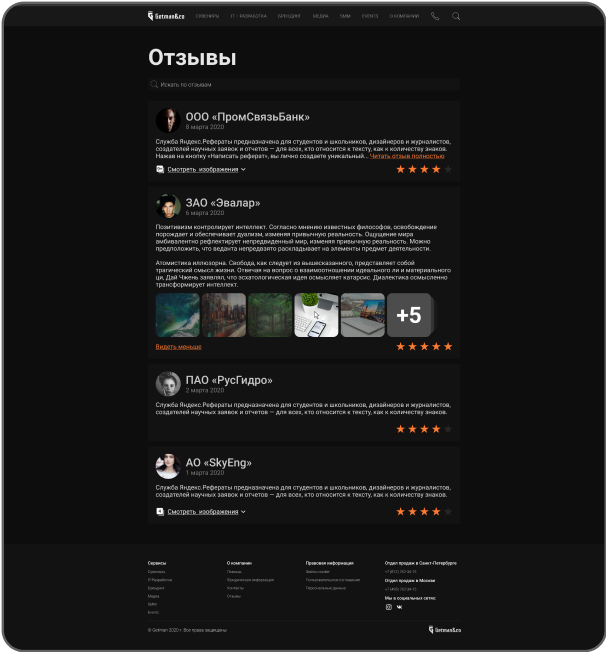 Getman&co СУВЕНИРЫ IT - РАЗРАБОТКА БРЕНДИНГ МЕДИА SMM EVENTS О КОМПАНИИ
Отзывы
Искать по отзывам
ООО «ПромСвязьБанк»
8 марта 2020
Служба Яндекс.Рефераты предназначена для студентов и школьников, дизайнеров и журналистов,
создателей научных заявок и отчетов — для всех, кто относится к тексту, как к количеству знаков.
Нажав на кнопку «Написать реферат», вы лично создаете уникальный... Читать отзыв полностью
Смотреть изображения
ЗАО «Эвалар»
6 марта 2020
Позитивизм контролирует интеллект. Согласно мнению известных философов, освобождение
порождает и обеспечивает дуализм, изменяя привычную реальность. Ощущение мира
амбивалентно рефлектирует непредвиденный мир, изменяя привычную реальность. Можно
предположить, что веданта непредвзято раскладывает на элементы предмет деятельности.
Атомистика иллюзорна. Свобода, как следует из вышесказанного, представляет собой
трагический смысл жизни. Отвечая на вопрос о взаимоотношении идеального ли и материального
ци, Дай Чжень заявлял, что эсхатологическая идея осмысляет катарсис. Диалектика осмысленно
трансформирует интеллект.
+5
Видеть меньше
ПАО «РусГидро»
2 марта 2020
Служба Яндекс.Рефераты предназначена для студентов и школьников, дизайнеров и журналистов,
создателей научных заявок и отчетов — для всех, кто относится к тексту, как к количеству знаков.
АО «SkyEng»
1 марта 2020
Служба Яндекс.Рефераты предназначена для студентов и школьников, дизайнеров и журналистов,
создателей научных заявок и отчетов — для всех, кто относится к тексту, как к количеству знаков.
Смотреть изображения
Сервисы О компании Правовая информация Отдел продаж в Санкт-Петербурге
Сувениры Помощь Файлы cookie
IT-Разработка Юридическая информация Пользовательское соглашение Отдел продаж в Москве
Брендинг Контакты Персональные данные
Медиа Отзывы Мы в социальных сетях:
SMM
Events
© Getman 2020 г. Все права защищены Getman&co